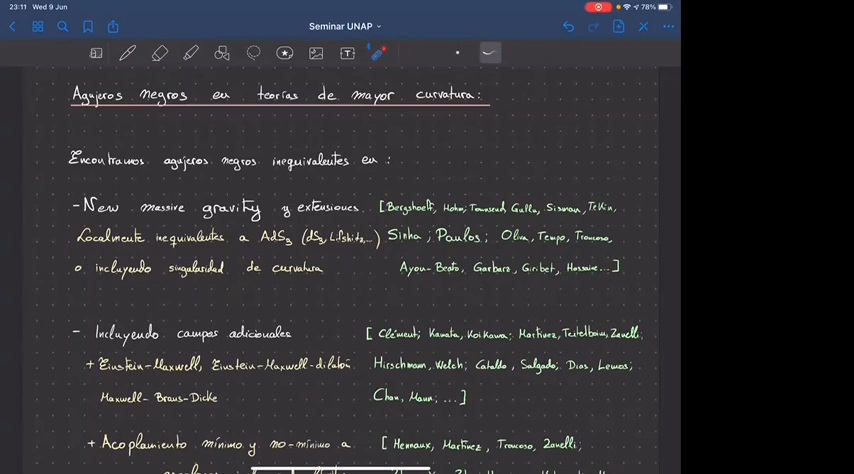 23:11 Wed 9 Jun
78%
Seminar UNAP
T
Agujeros negros en teorías de mayor curvatura:
Encontramos agujeros negros inequivalentes en:
- New massive gravity y extensiones [Bergshoeff, Hohm; Townsend, Gullu, Sisman, Tekin,
Localmente inequivalentes a AdS3 (dS3, Lifshitz,...) Sinha; Paulos; Oliva, Tempo, Troncoso,
o incluyendo singularidad de curvatura Ayon-Beato, Garbarz, Giribet, Hassaine...]
- Incluyendo campos adicionales [Clément; Kamata, Koikawa; Martinez, Teitelboim, Zanelli
+ Einstein-Maxwell, Einstein-Maxwell-dilaton Hirschmann, Welch; Cataldo, Salgado; Dias, Lemos;
Maxwell-Brans-Dicke Chan, Mann; ...]
+ Acoplamiento mínimo y no-mínimo a [Henneaux, Martinez, Troncoso, Zanelli;